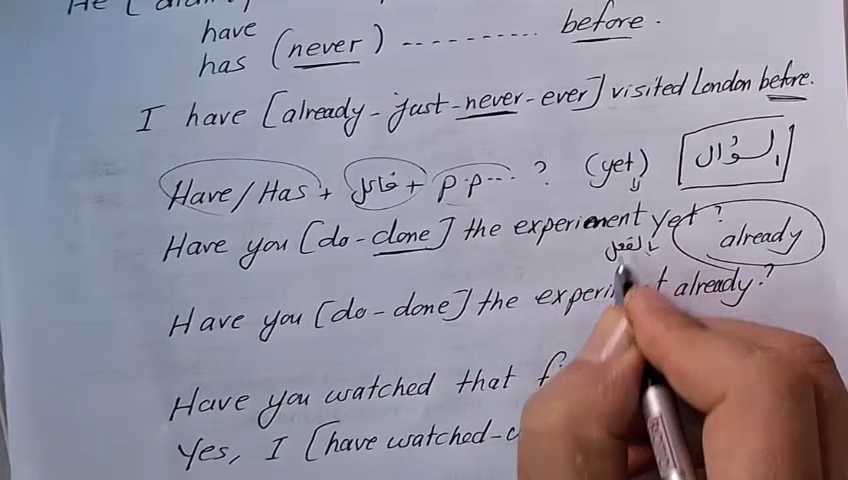 He [
have
has (never) ----------- before.
I have [already - just - never - ever] visited London before.
Have/Has + فاعل + p.p... ? (yet) السؤال
Have you [do - done] the experiment yet ?
بالفعل already
Have you [do - done] the experi t already. ?
Have you watched that
Yes, I [have watched -